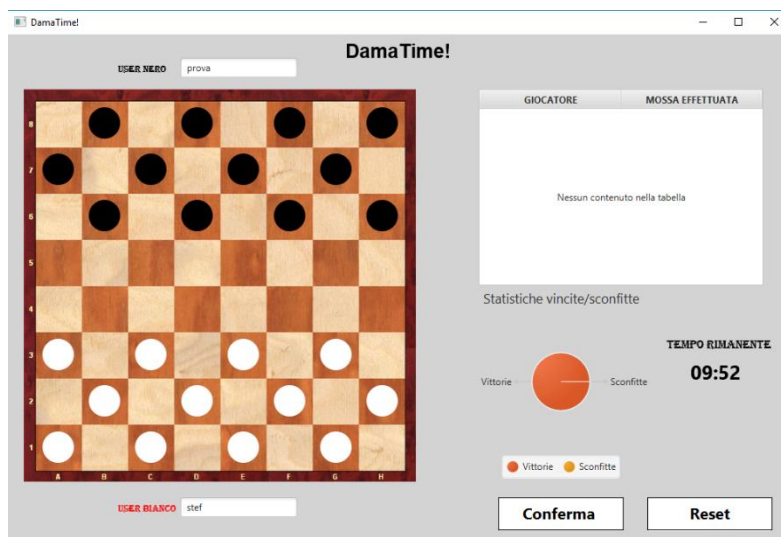 DamaTime!
DamaTime!
USER NERO prova
GIOCATORE MOSSA EFFETTUATA
Nessun contenuto nella tabella
8
7
6
5
4
3
2
1
A B C D E F G H
Statistiche vincite/sconfitte
TEMPO RIMANENTE
09:52
Vittorie Sconfitte
Vittorie Sconfitte
USER BIANCO stef
Conferma Reset